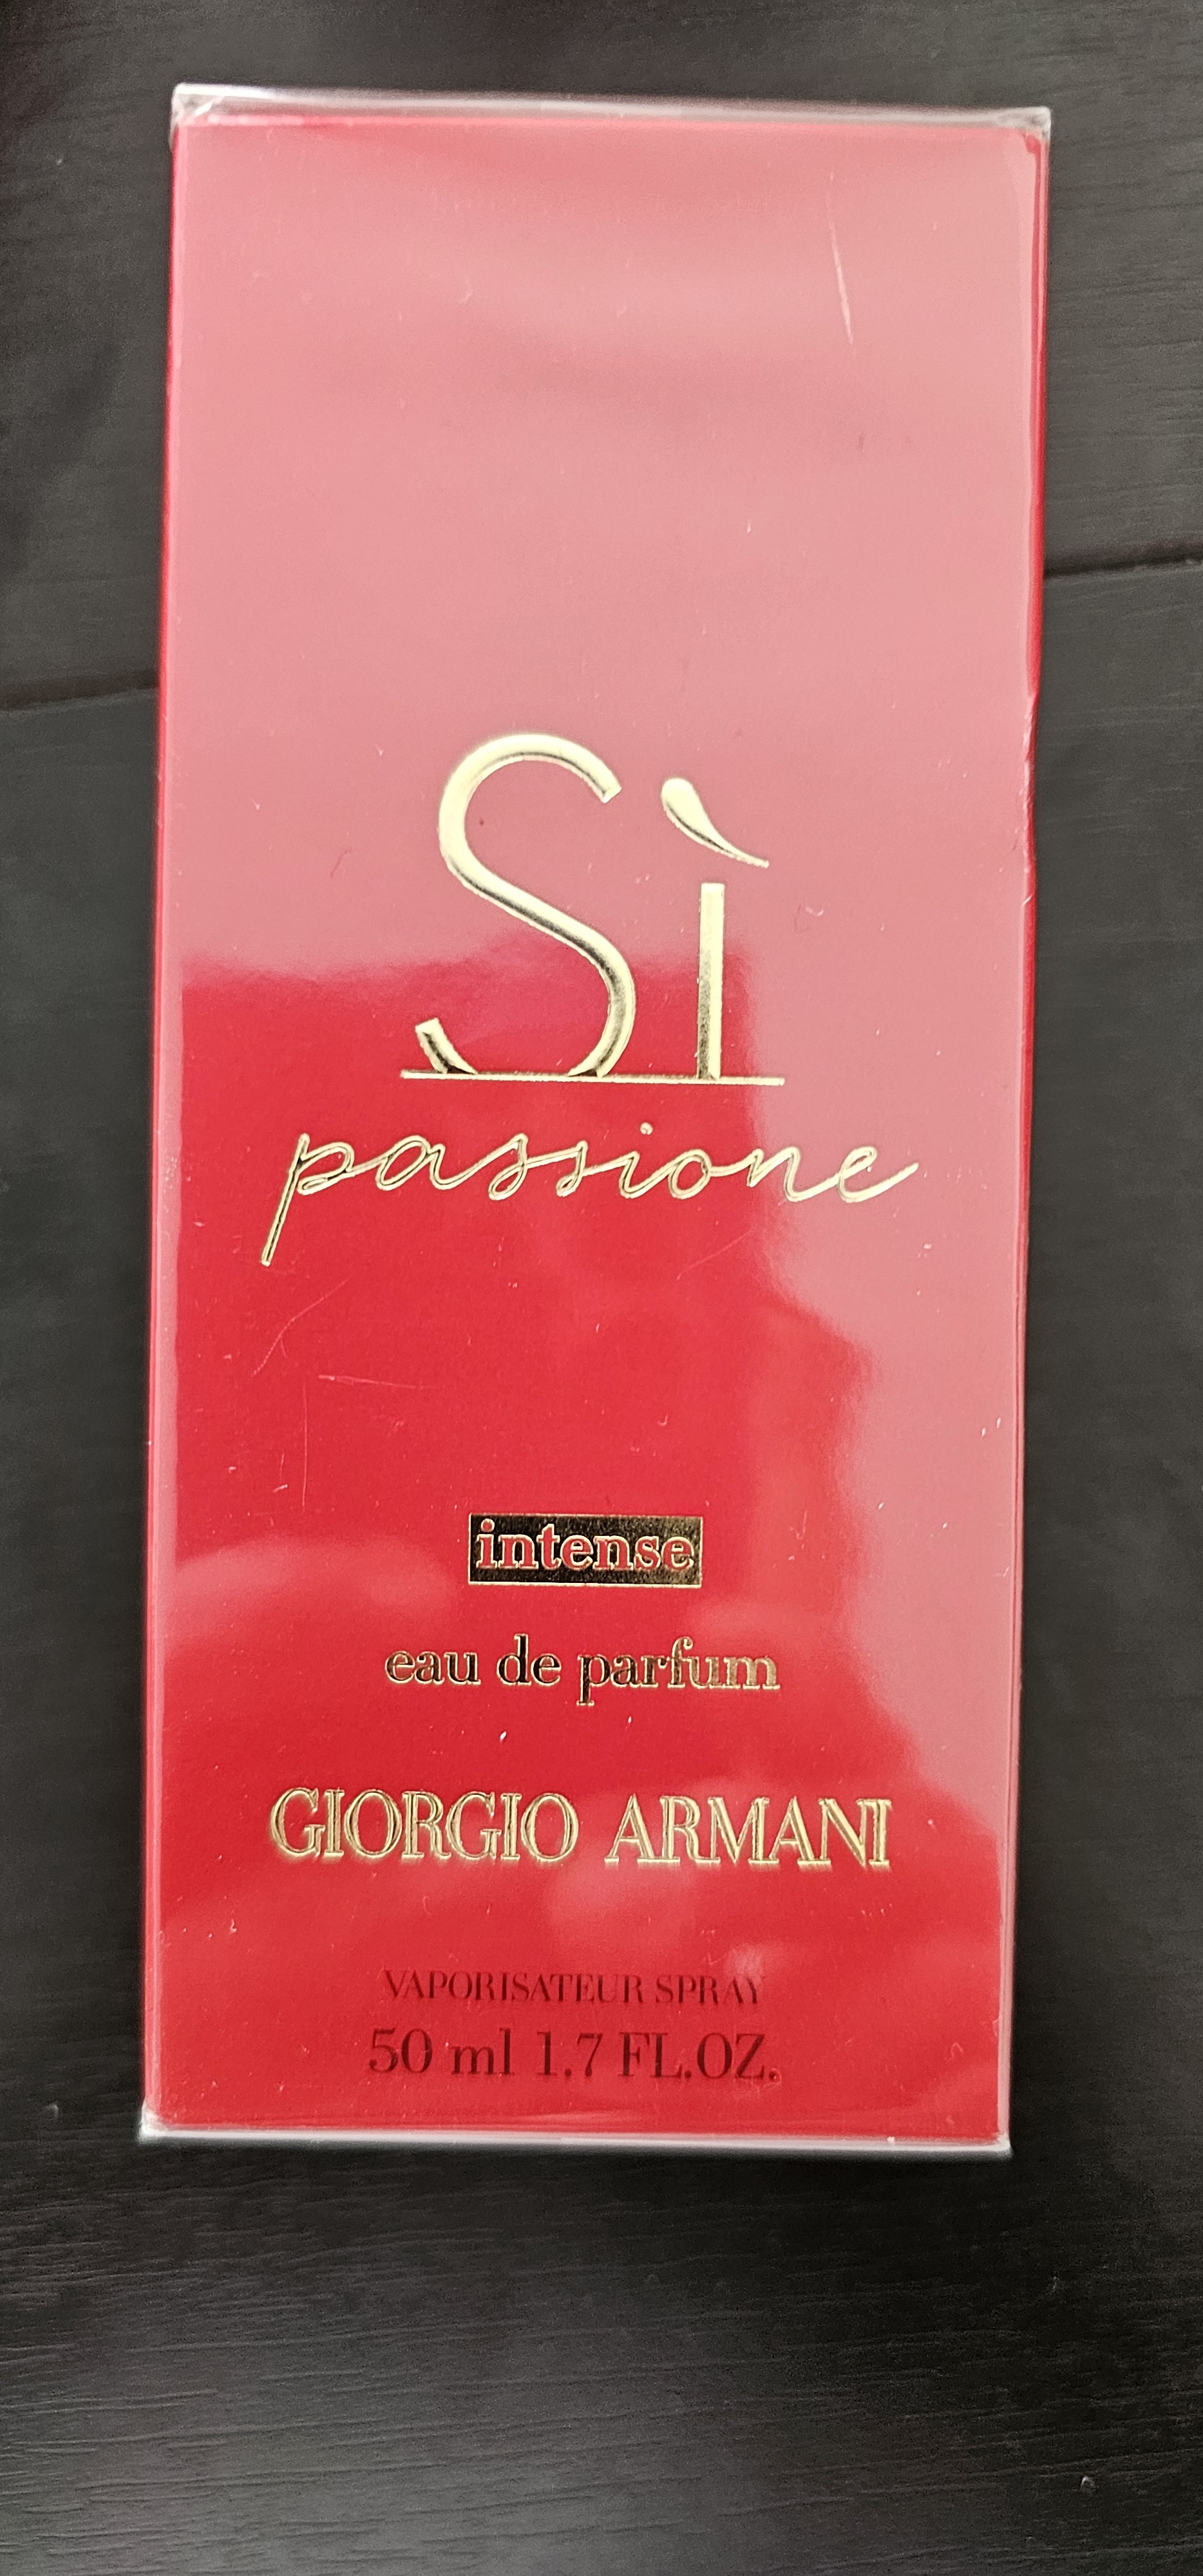 Sì
passione
intense
eau de parfum
GIORGIO ARMANI
VAPORISATEUR SPRAY
50 ml 1.7 FL.OZ.